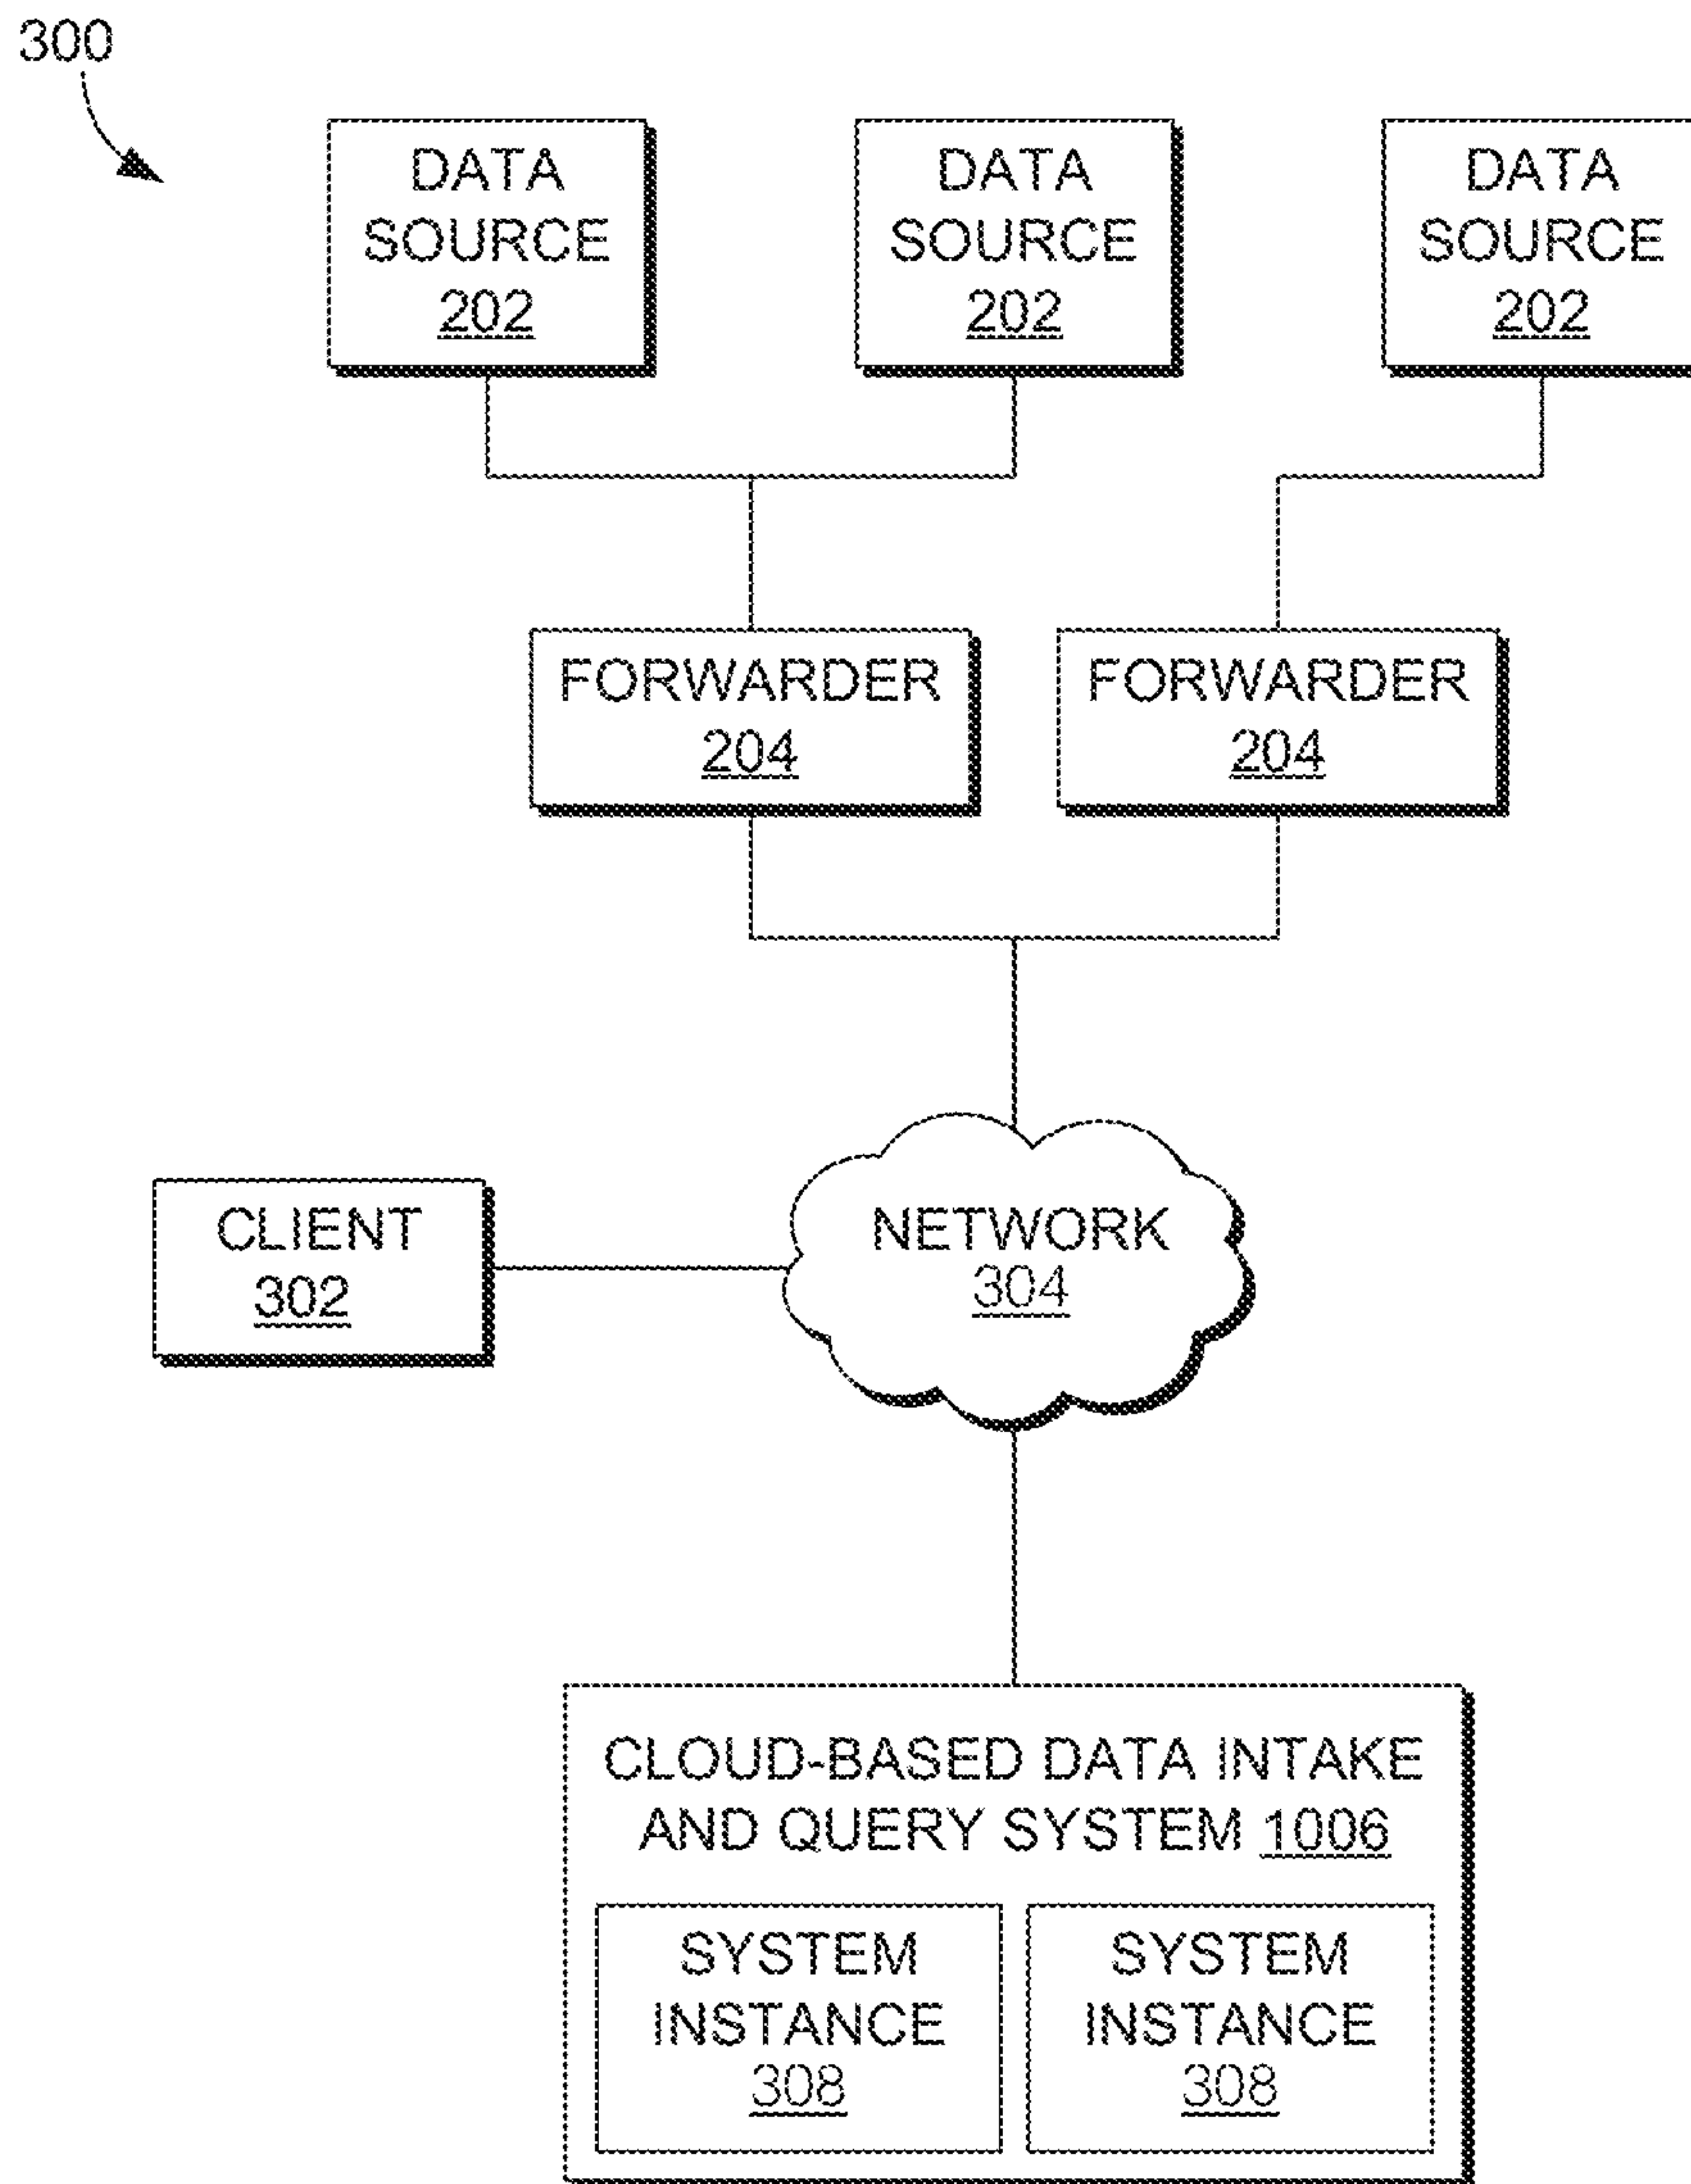 300
DATA
SOURCE
202
DATA
SOURCE
202
DATA
SOURCE
202
FORWARDER
204
FORWARDER
204
CLIENT
302
NETWORK
304
CLOUD-BASED DATA INTAKE
AND QUERY SYSTEM 1006
SYSTEM
INSTANCE
308
SYSTEM
INSTANCE
308